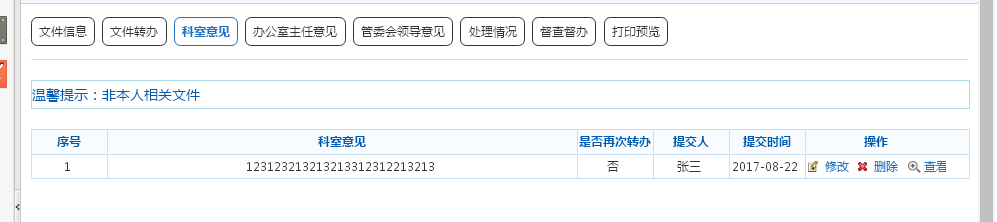 文件信息 文件转办 科室意见 办公室主任意见 管委会领导意见 处理情况 督查督办 打印预览
温馨提示：非本人相关文件
序号 科室意见 是否再次转办 提交人 提交时间 操作
1 123123213213213312312213213 否 张三 2017-08-22 修改 删除 查看